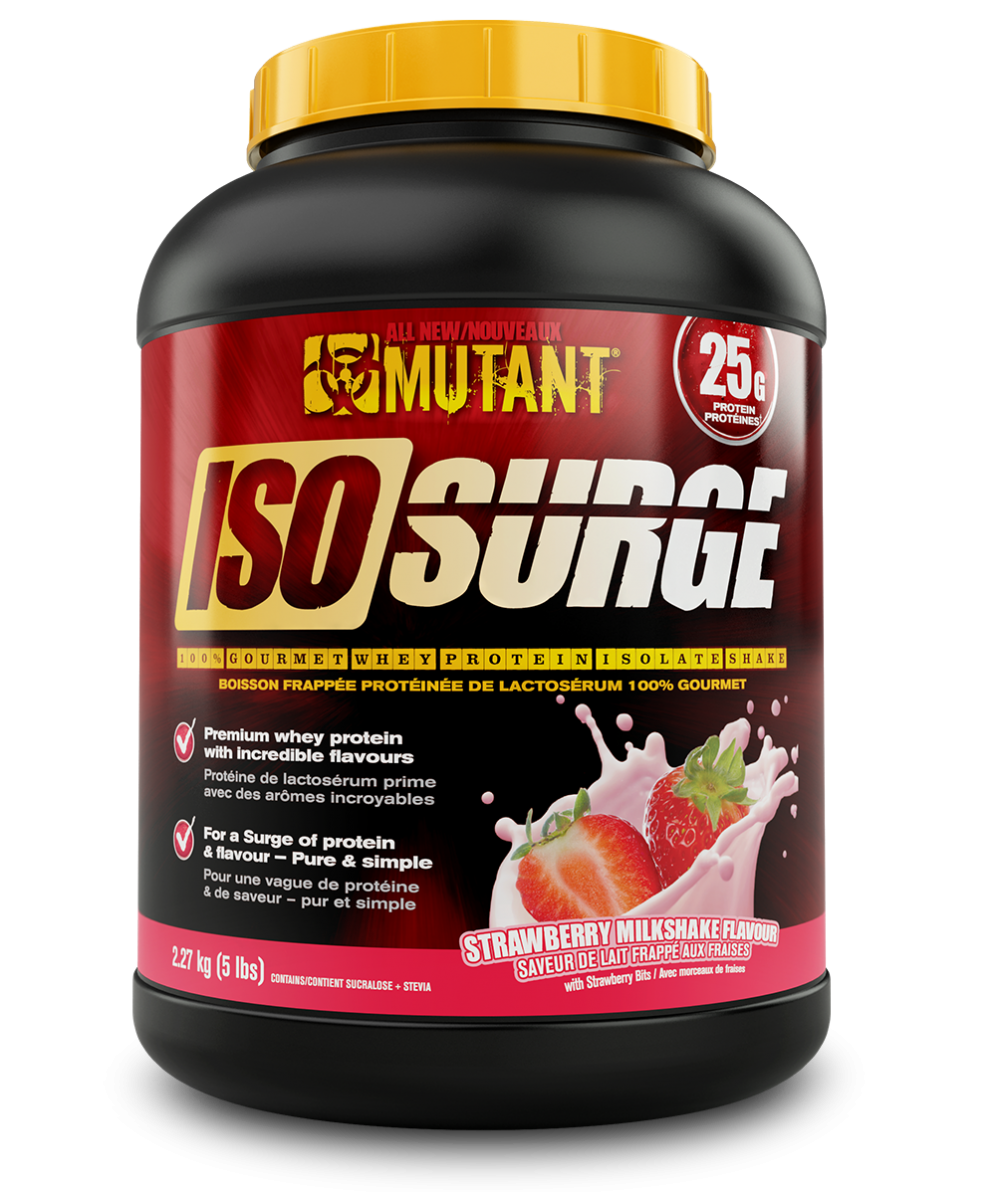 ALL NEW/NOUVEAUX
MUTANT®
25G
PROTEIN
PROTÉINES†
ISO SURGE
100% GOURMET WHEY PROTEIN ISOLATE SHAKE
BOISSON FRAPPÉE PROTÉINÉE DE LACTOSÉRUM 100% GOURMET
Premium whey protein
with incredible flavours
Protéine de lactosérum prime
avec des arômes incroyables
For a Surge of protein
& flavour – Pure & simple
Pour une vague de protéine
& de saveur – pur et simple
STRAWBERRY MILKSHAKE FLAVOUR
SAVEUR DE LAIT FRAPPÉ AUX FRAISES
with Strawberry Bits / Avec morceaux de fraises
2.27 kg (5 lbs) CONTAINS/CONTIENT SUCRALOSE + STEVIA